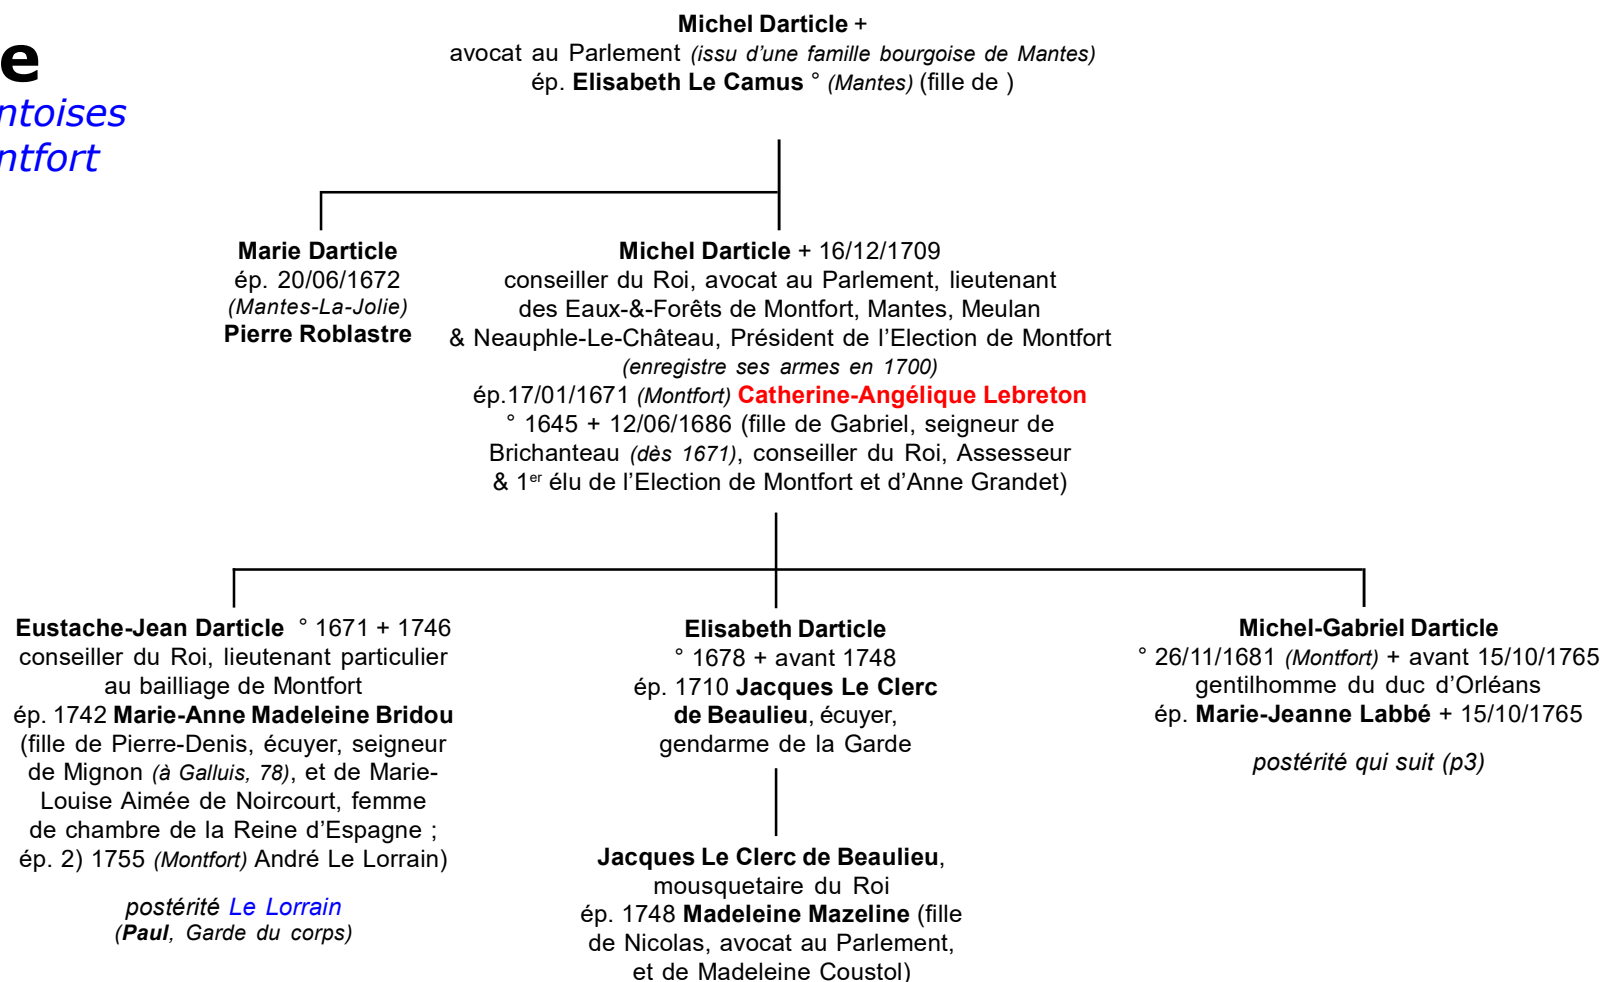 e
ntoises
ntfort
Michel Darticle +
avocat au Parlement (issu d'une famille bourgoise de Mantes)
ép. Elisabeth Le Camus ° (Mantes) (fille de )
Marie Darticle
ép. 20/06/1672
(Mantes-La-Jolie)
Pierre Roblastre
Michel Darticle + 16/12/1709
conseiller du Roi, avocat au Parlement, lieutenant
des Eaux-&-Forêts de Montfort, Mantes, Meulan
& Neauphle-Le-Château, Président de l'Election de Montfort
(enregistre ses armes en 1700)
ép.17/01/1671 (Montfort) Catherine-Angélique Lebreton
° 1645 + 12/06/1686 (fille de Gabriel, seigneur de
Brichanteau (dès 1671), conseiller du Roi, Assesseur
& 1er élu de l'Election de Montfort et d'Anne Grandet)
Eustache-Jean Darticle ° 1671 + 1746
conseiller du Roi, lieutenant particulier
au bailliage de Montfort
ép. 1742 Marie-Anne Madeleine Bridou
(fille de Pierre-Denis, écuyer, seigneur
de Mignon (à Galluis, 78), et de Marie-
Louise Aimée de Noircourt, femme
de chambre de la Reine d'Espagne ;
ép. 2) 1755 (Montfort) André Le Lorrain)
postérité Le Lorrain
(Paul, Garde du corps)
Elisabeth Darticle
° 1678 + avant 1748
ép. 1710 Jacques Le Clerc
de Beaulieu, écuyer,
gendarme de la Garde
Jacques Le Clerc de Beaulieu,
mousquetaire du Roi
ép. 1748 Madeleine Mazeline (fille
de Nicolas, avocat au Parlement,
et de Madeleine Coustol)
Michel-Gabriel Darticle
° 26/11/1681 (Montfort) + avant 15/10/1765
gentilhomme du duc d'Orléans
ép. Marie-Jeanne Labbé + 15/10/1765
postérité qui suit (p3)